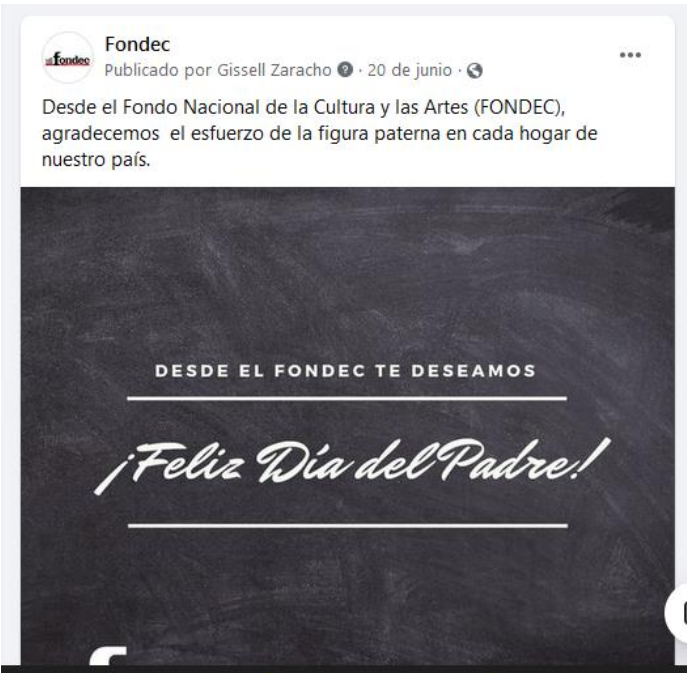 Fondec
Publicado por Gissell Zaracho · 20 de junio ·
fondec
Desde el Fondo Nacional de la Cultura y las Artes (FONDEC),
agradecemos el esfuerzo de la figura paterna en cada hogar de
nuestro país.
DESDE EL FONDEC TE DESEAMOS
¡Feliz Día del Padre!